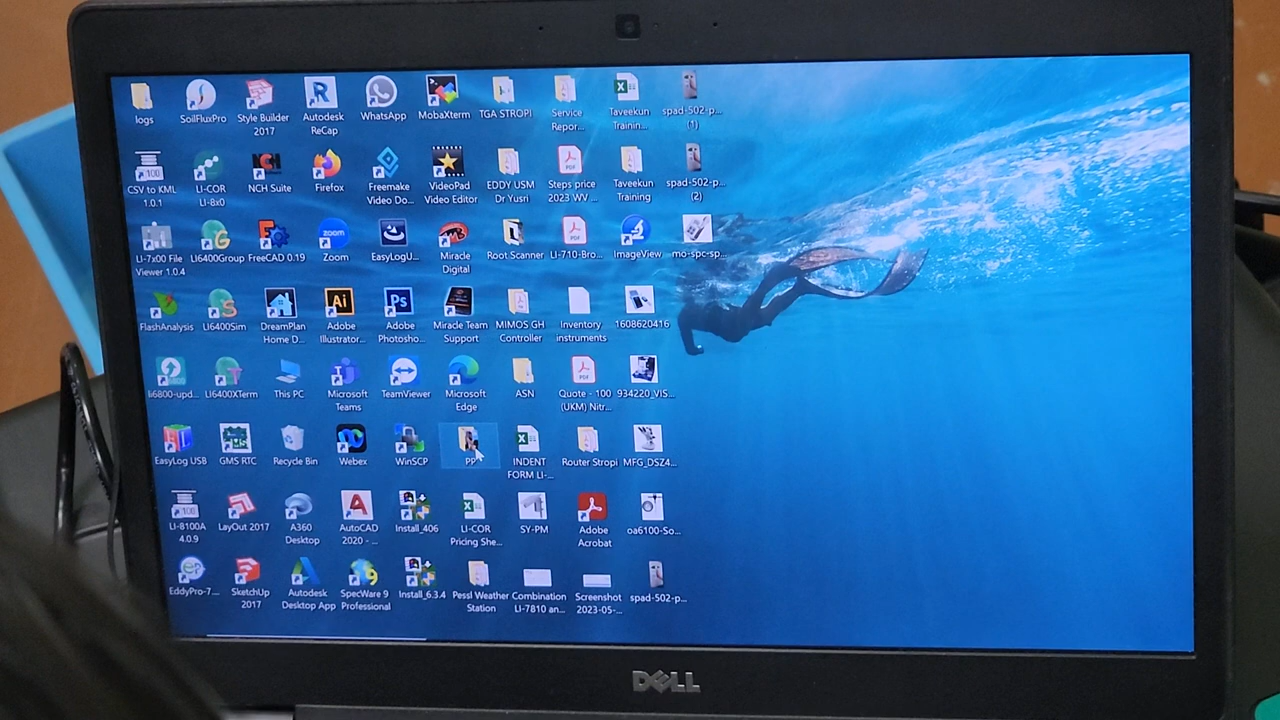 logs
SoilFluxPro
Style Builder
2017
Autodesk
ReCap
WhatsApp
MobaXterm
TGA STROPI
Service
Repor...
Taveekun
Trainin...
spad-502-p...
(1)
CSV to KML
1.0.1
LI-COR
LI-8x0
NCH Suite
Firefox
Freemake
Video Do...
VideoPad
Video Editor
EDDY USM
Dr Yusri
Steps price
2023 WV ...
Taveekun
Training
spad-502-p...
(2)
LI-7x00 File
Viewer 1.0.4
LI6400Group
FreeCAD 0.19
Zoom
EasyLogU...
Miracle
Digital
Root Scanner
LI-710-Bro...
ImageView
mo-spc-sp...
FlashAnalysis
LI6400Sim
DreamPlan
Home D...
Adobe
Illustrator...
Adobe
Photosho...
Miracle Team
Support
MIMOS GH
Controller
Inventory
instruments
1608620416
li6800-upd...
LI6400XTerm
This PC
Microsoft
Teams
TeamViewer
Microsoft
Edge
ASN
Quote - 100
(UKM) Nitr...
934220_VIS...
EasyLog USB
GMS RTC
Recycle Bin
Webex
WinSCP
PP
INDENT
FORM LI-...
Router Stropi
MFG_DSZ4...
LI-8100A
4.0.9
LayOut 2017
A360
Desktop
AutoCAD
2020 - ...
Install_406
LI-COR
Pricing She...
SY-PM
Adobe
Acrobat
oa6100-So...
EddyPro-7...
SketchUp
2017
Autodesk
Desktop App
SpecWare 9
Professional
Install_6.3.4
Pessl Weather
Station
Combination
LI-7810 an...
Screenshot
2023-05-...
spad-502-p...
DELL